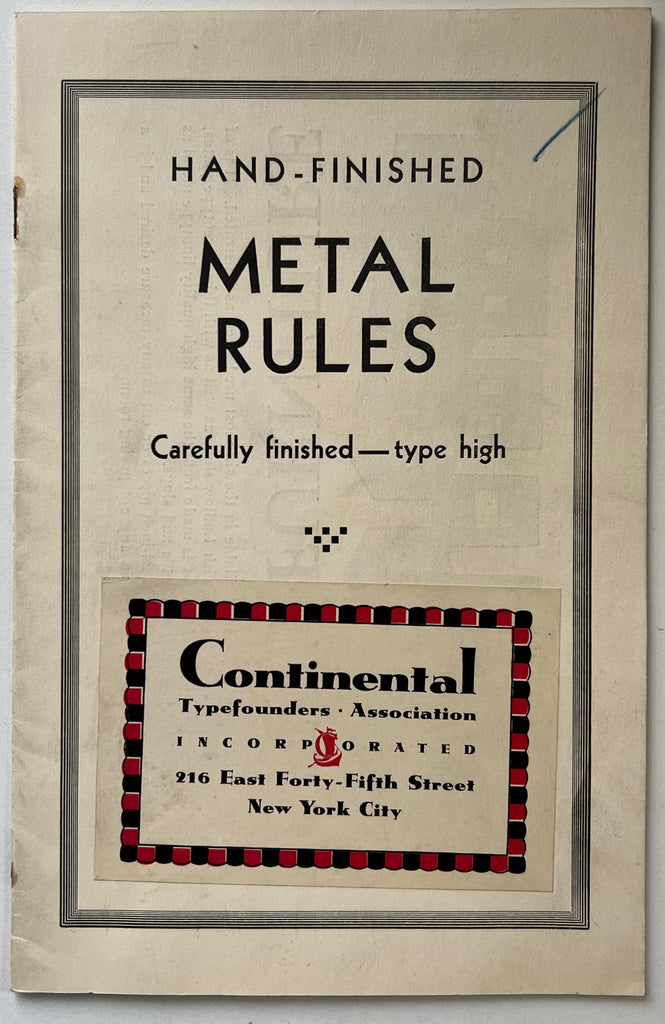 HAND-FINISHED
METAL
RULES
Carefully finished—type high
Continental
Typefounders · Association
INCORPORATED
216 East Forty-Fifth Street
New York City